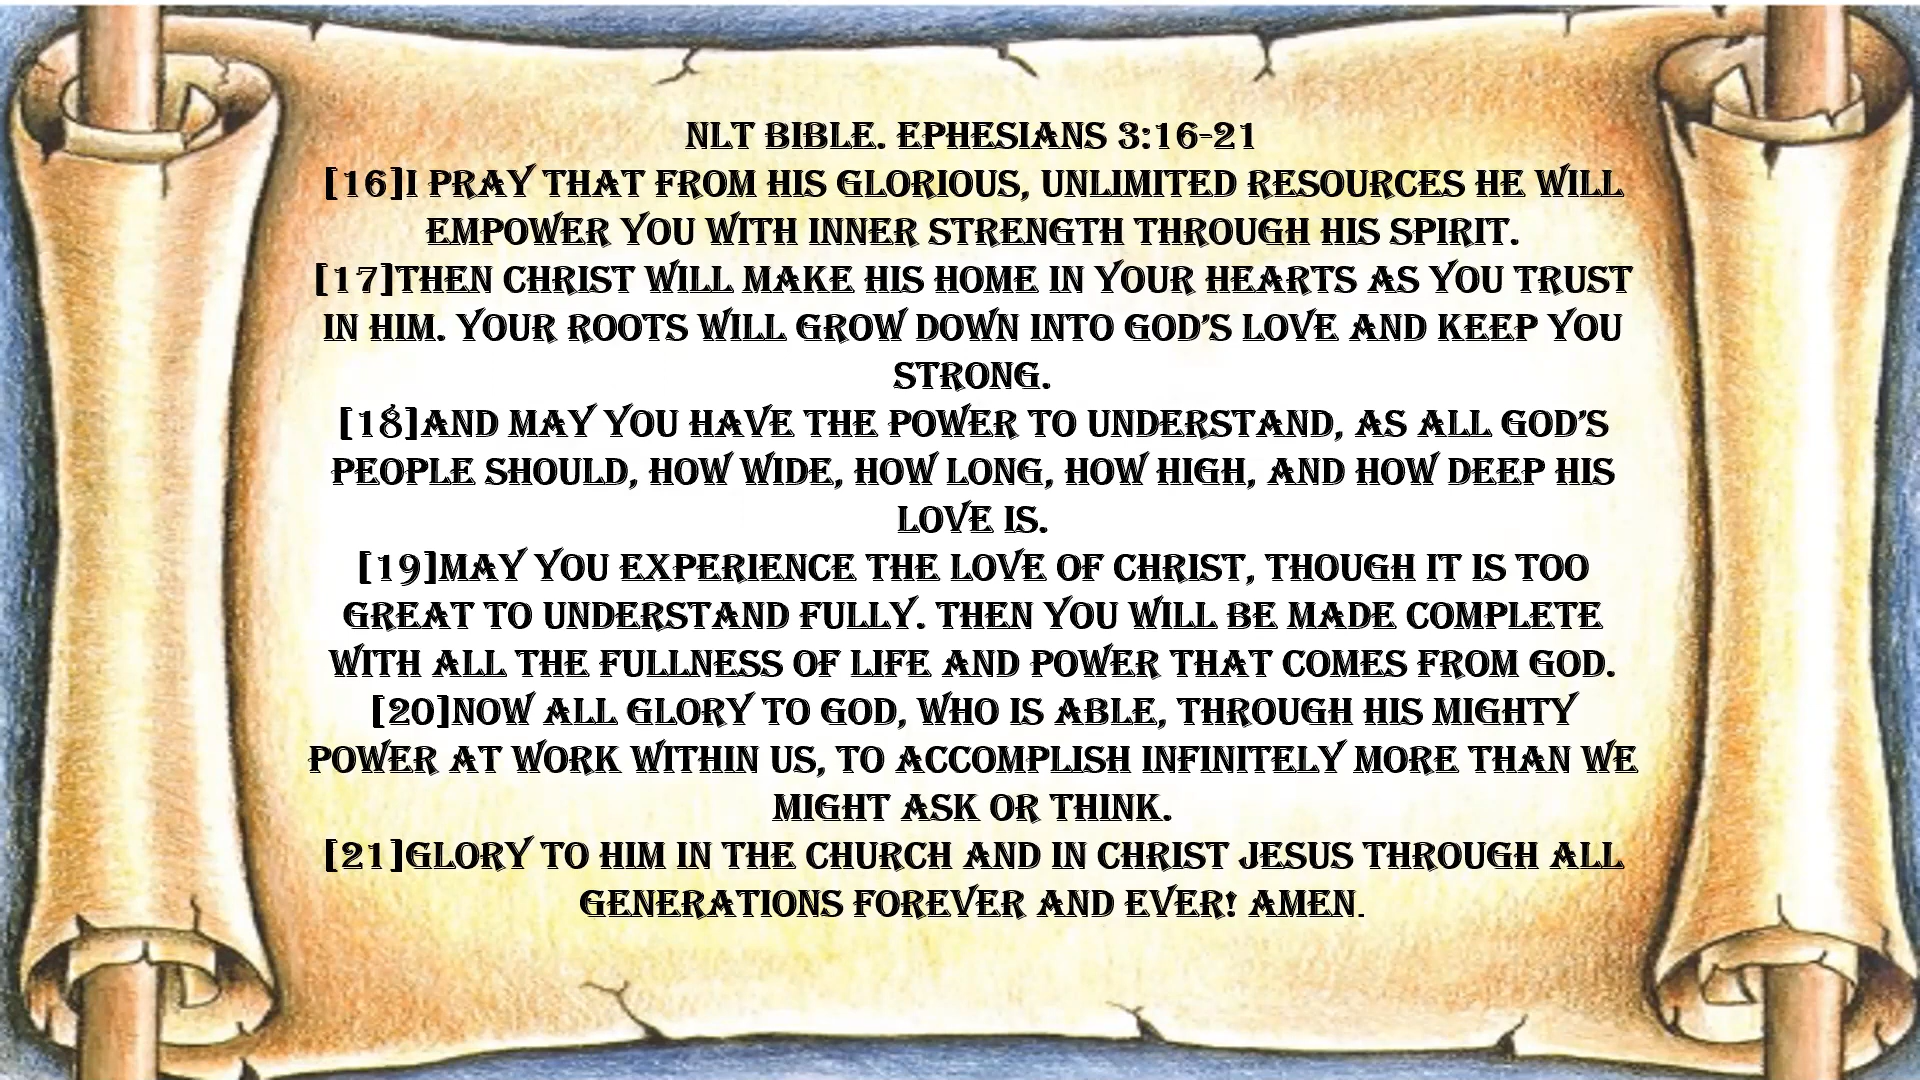 NLT BIBLE. EPHESIANS 3:16-21
[16]I PRAY THAT FROM HIS GLORIOUS, UNLIMITED RESOURCES HE WILL
EMPOWER YOU WITH INNER STRENGTH THROUGH HIS SPIRIT.
[17]THEN CHRIST WILL MAKE HIS HOME IN YOUR HEARTS AS YOU TRUST
IN HIM. YOUR ROOTS WILL GROW DOWN INTO GOD’S LOVE AND KEEP YOU
STRONG.
[18]AND MAY YOU HAVE THE POWER TO UNDERSTAND, AS ALL GOD’S
PEOPLE SHOULD, HOW WIDE, HOW LONG, HOW HIGH, AND HOW DEEP HIS
LOVE IS.
[19]MAY YOU EXPERIENCE THE LOVE OF CHRIST, THOUGH IT IS TOO
GREAT TO UNDERSTAND FULLY. THEN YOU WILL BE MADE COMPLETE
WITH ALL THE FULLNESS OF LIFE AND POWER THAT COMES FROM GOD.
[20]NOW ALL GLORY TO GOD, WHO IS ABLE, THROUGH HIS MIGHTY
POWER AT WORK WITHIN US, TO ACCOMPLISH INFINITELY MORE THAN WE
MIGHT ASK OR THINK.
[21]GLORY TO HIM IN THE CHURCH AND IN CHRIST JESUS THROUGH ALL
GENERATIONS FOREVER AND EVER! AMEN.